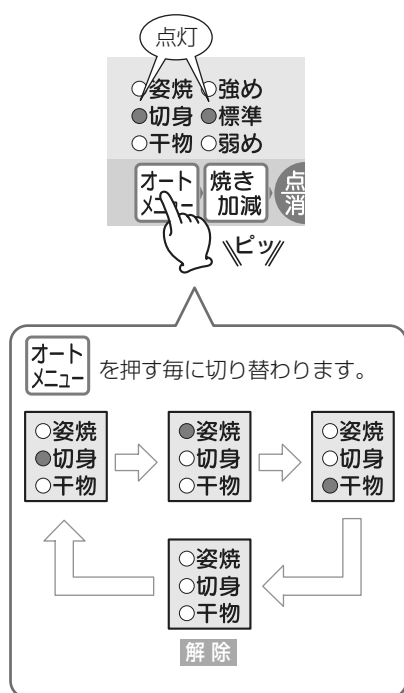 点灯
○姿焼 ○強め
●切身 ●標準
○干物 ○弱め
オート
メニュー
焼き
加減
点
消
ピッ
オート
メニュー
を押す毎に切り替わります。
○姿焼
●切身
○干物
●姿焼
○切身
○干物
○姿焼
○切身
●干物
○姿焼
○切身
○干物
解除